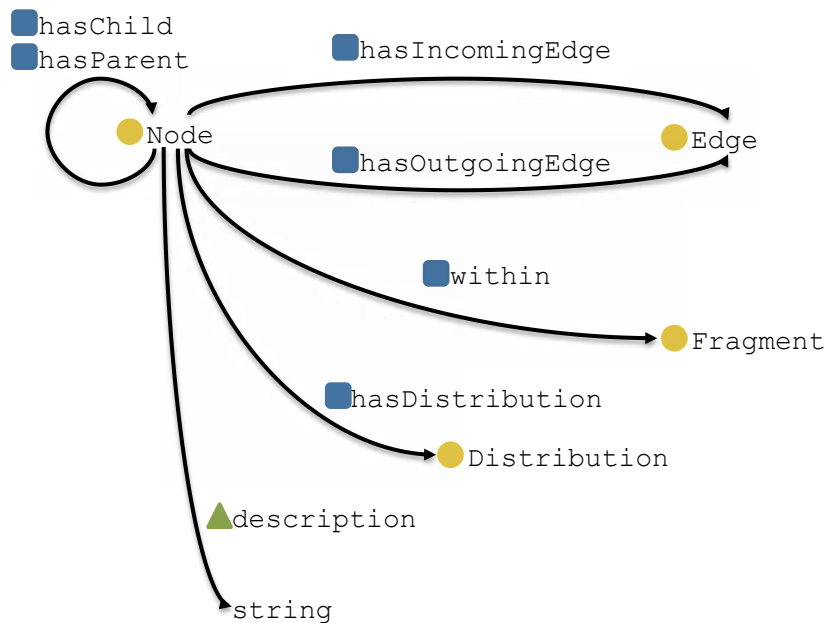 hasChild
hasParent
hasIncomingEdge
Node
Edge
hasOutgoingEdge
within
Fragment
hasDistribution
Distribution
description
string